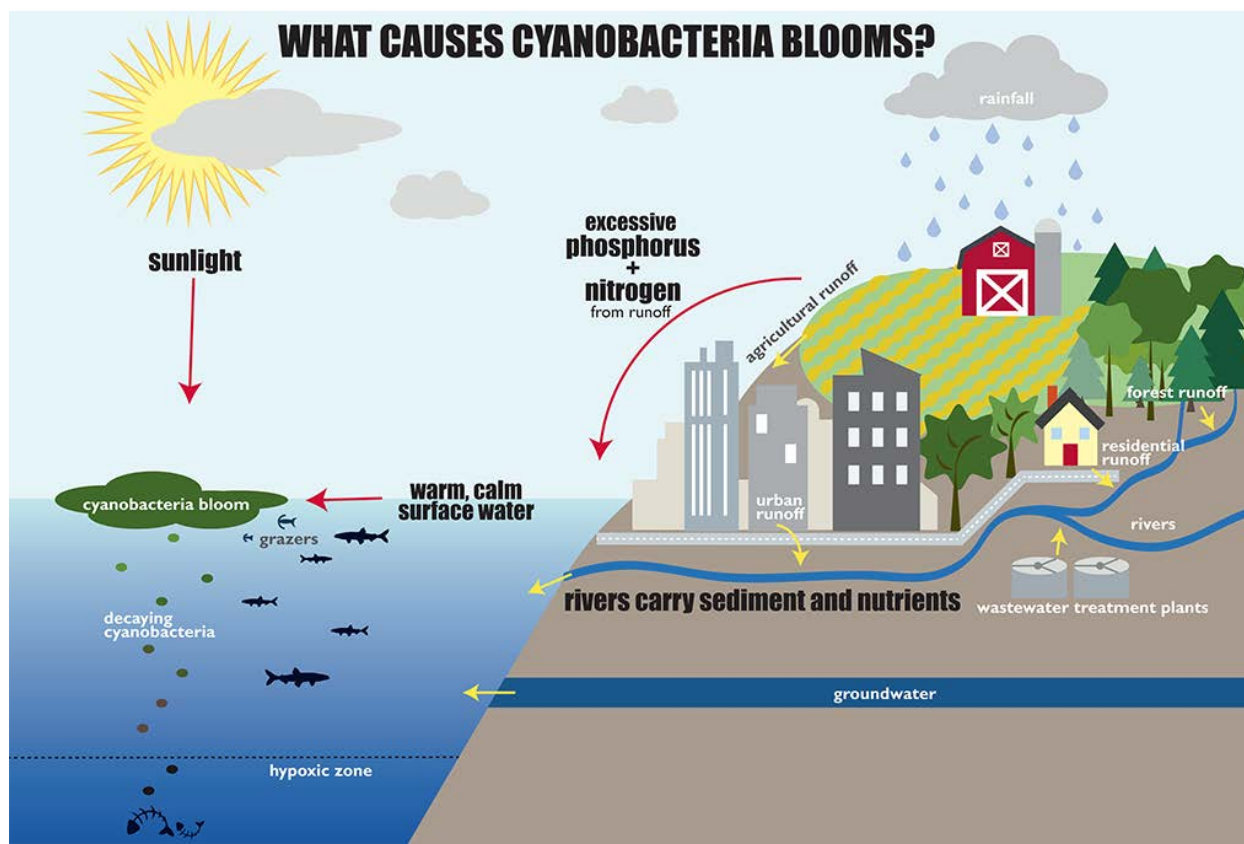 WHAT CAUSES CYANOBACTERIA BLOOMS?
rainfall
sunlight
excessive
phosphorus
+
nitrogen
from runoff
agricultural runoff
forest runoff
residential
runoff
cyanobacteria bloom
warm, calm
surface water
grazers
urban
runoff
rivers
rivers carry sediment and nutrients
wastewater treatment plants
decaying
cyanobacteria
groundwater
hypoxic zone